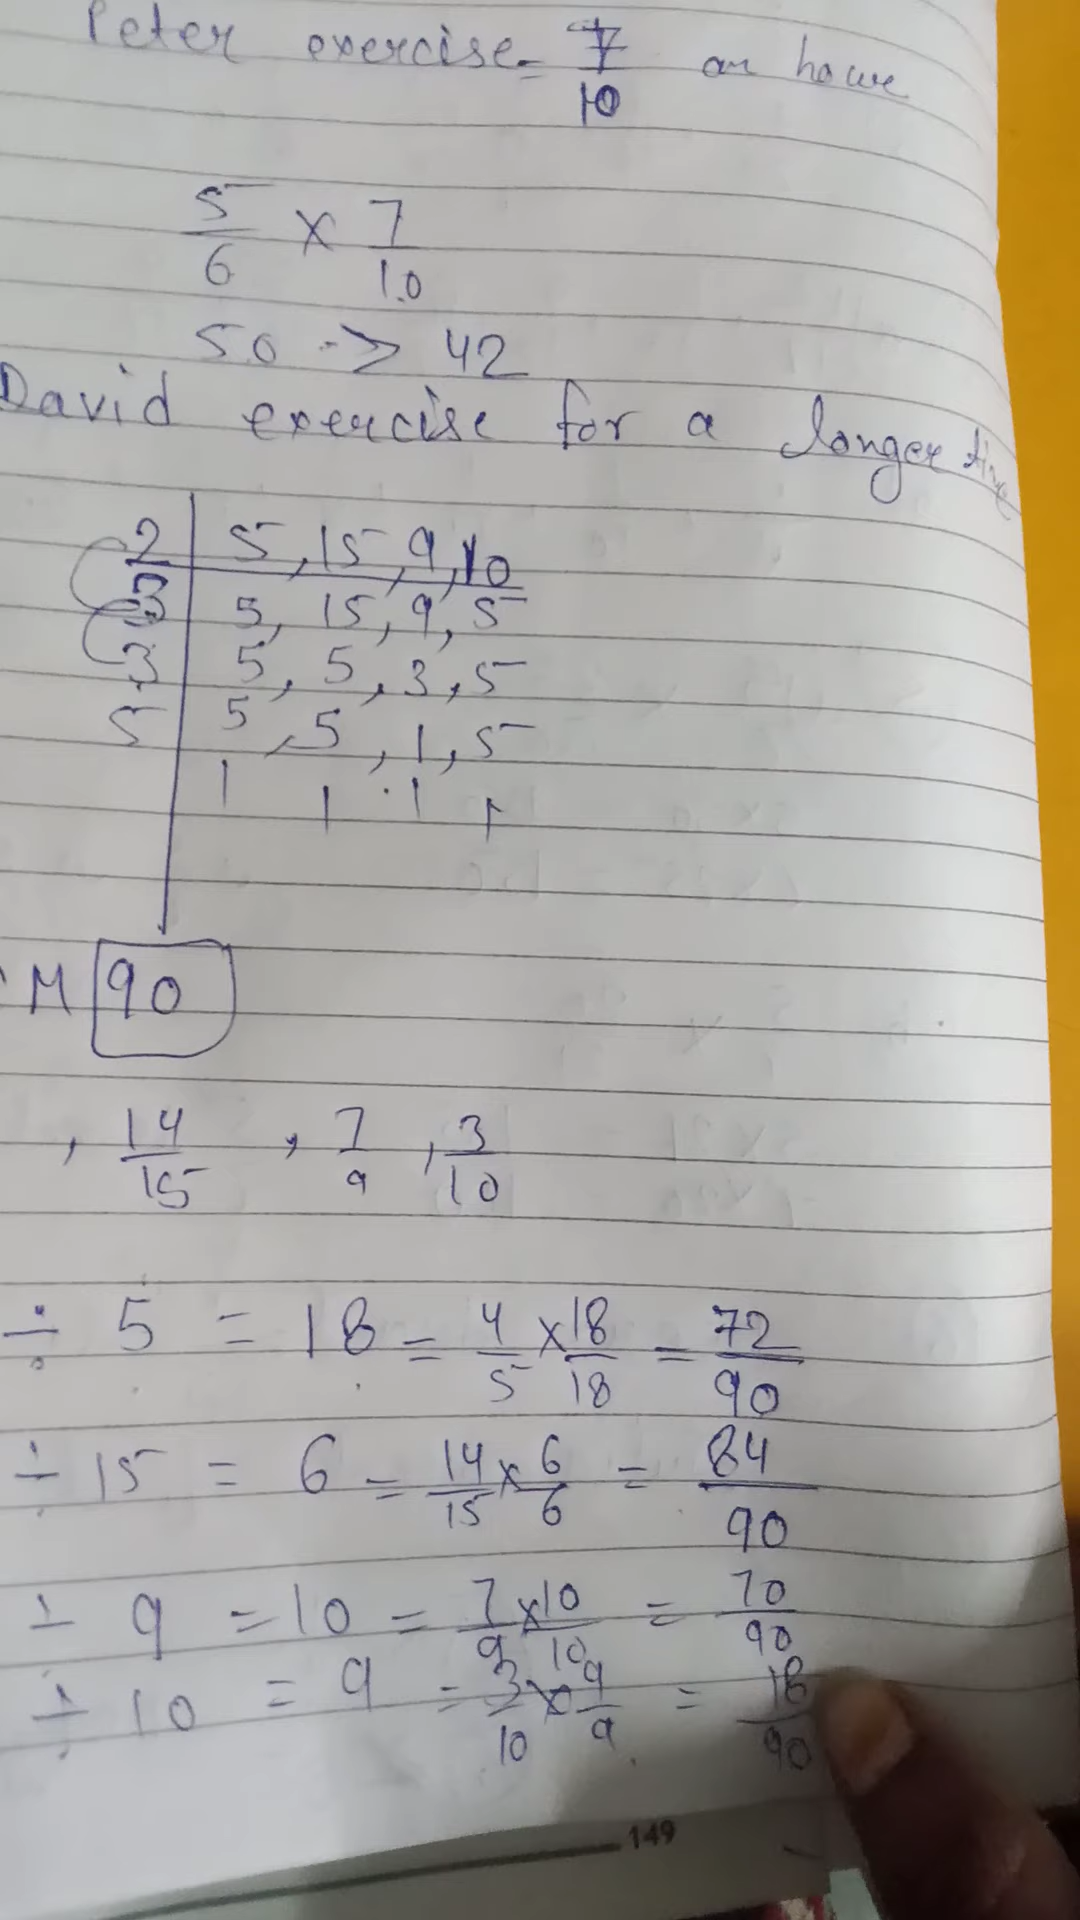 Peter exercise = 7/10 an houre
5/6 × 7/10
50 -> 42
David exercise for a longer time
2 | 5, 15, 9, 10
3 | 5, 15, 9, 5
3 | 5, 5, 3, 5
5 | 5, 5, 1, 5
1 1 1 1
M 90
, 14/15 , 7/9 , 3/10
÷ 5 = 18 = 4/5 × 18/18 = 72/90
÷ 15 = 6 = 14/15 × 6/6 = 84/90
÷ 9 = 10 = 7/9 × 10/10 = 70/90
÷ 10 = 9 = 3/10 × 9/9 = 18/90
149